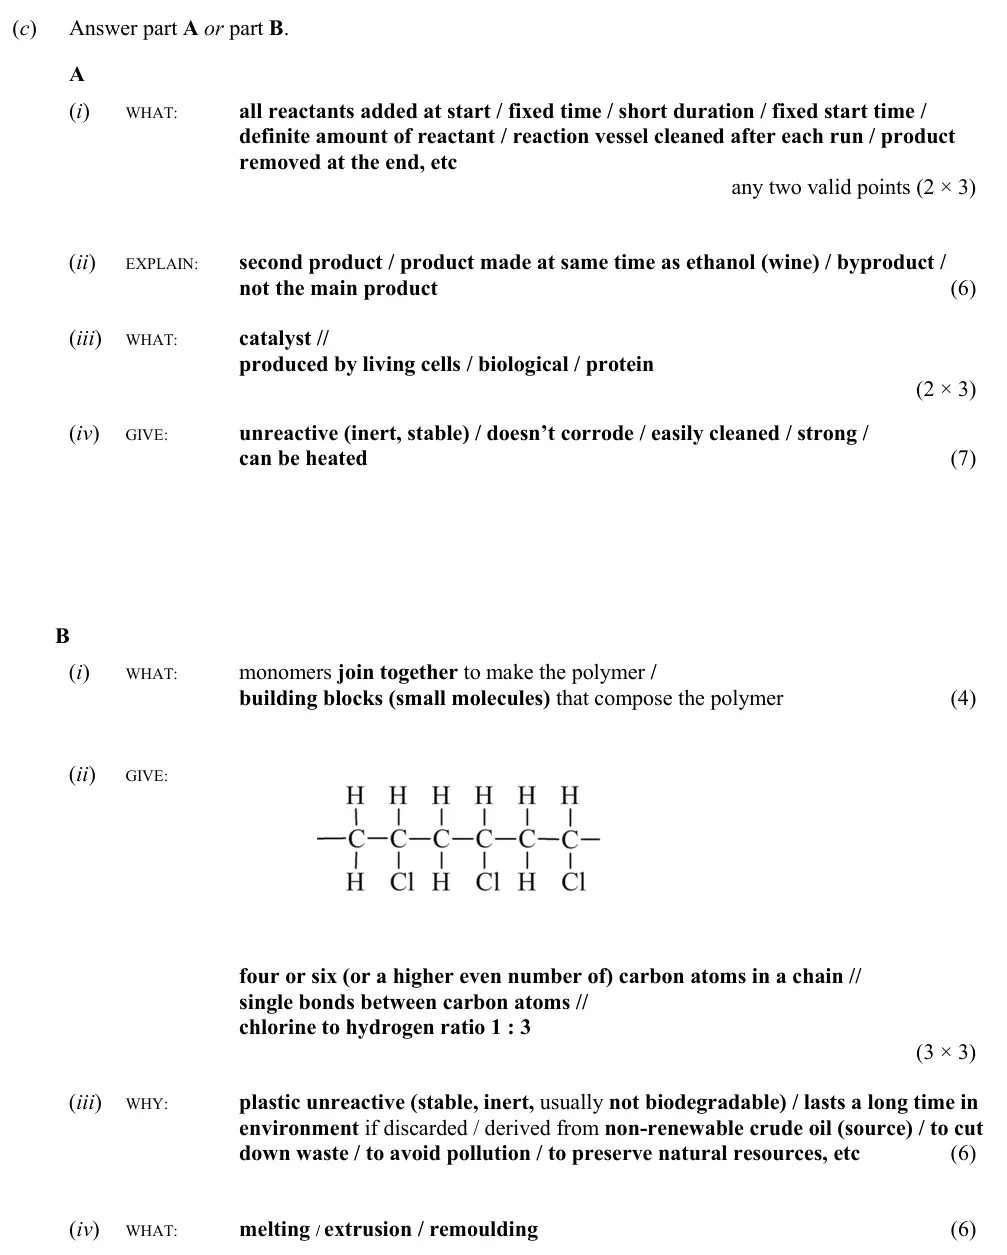 (c) Answer part A or part B.
A
(i) WHAT: all reactants added at start / fixed time / short duration / fixed start time /
definite amount of reactant / reaction vessel cleaned after each run / product
removed at the end, etc
any two valid points (2 × 3)
(ii) EXPLAIN: second product / product made at same time as ethanol (wine) / byproduct /
not the main product (6)
(iii) WHAT: catalyst //
produced by living cells / biological / protein
(2 × 3)
(iv) GIVE: unreactive (inert, stable) / doesn’t corrode / easily cleaned / strong /
can be heated (7)
B
(i) WHAT: monomers join together to make the polymer /
building blocks (small molecules) that compose the polymer (4)
(ii) GIVE:
H H H H H H
C C C C C C
H Cl H Cl H Cl
four or six (or a higher even number of) carbon atoms in a chain //
single bonds between carbon atoms //
chlorine to hydrogen ratio 1 : 3
(3 × 3)
(iii) WHY: plastic unreactive (stable, inert, usually not biodegradable) / lasts a long time in
environment if discarded / derived from non-renewable crude oil (source) / to cut
down waste / to avoid pollution / to preserve natural resources, etc (6)
(iv) WHAT: melting / extrusion / remoulding (6)